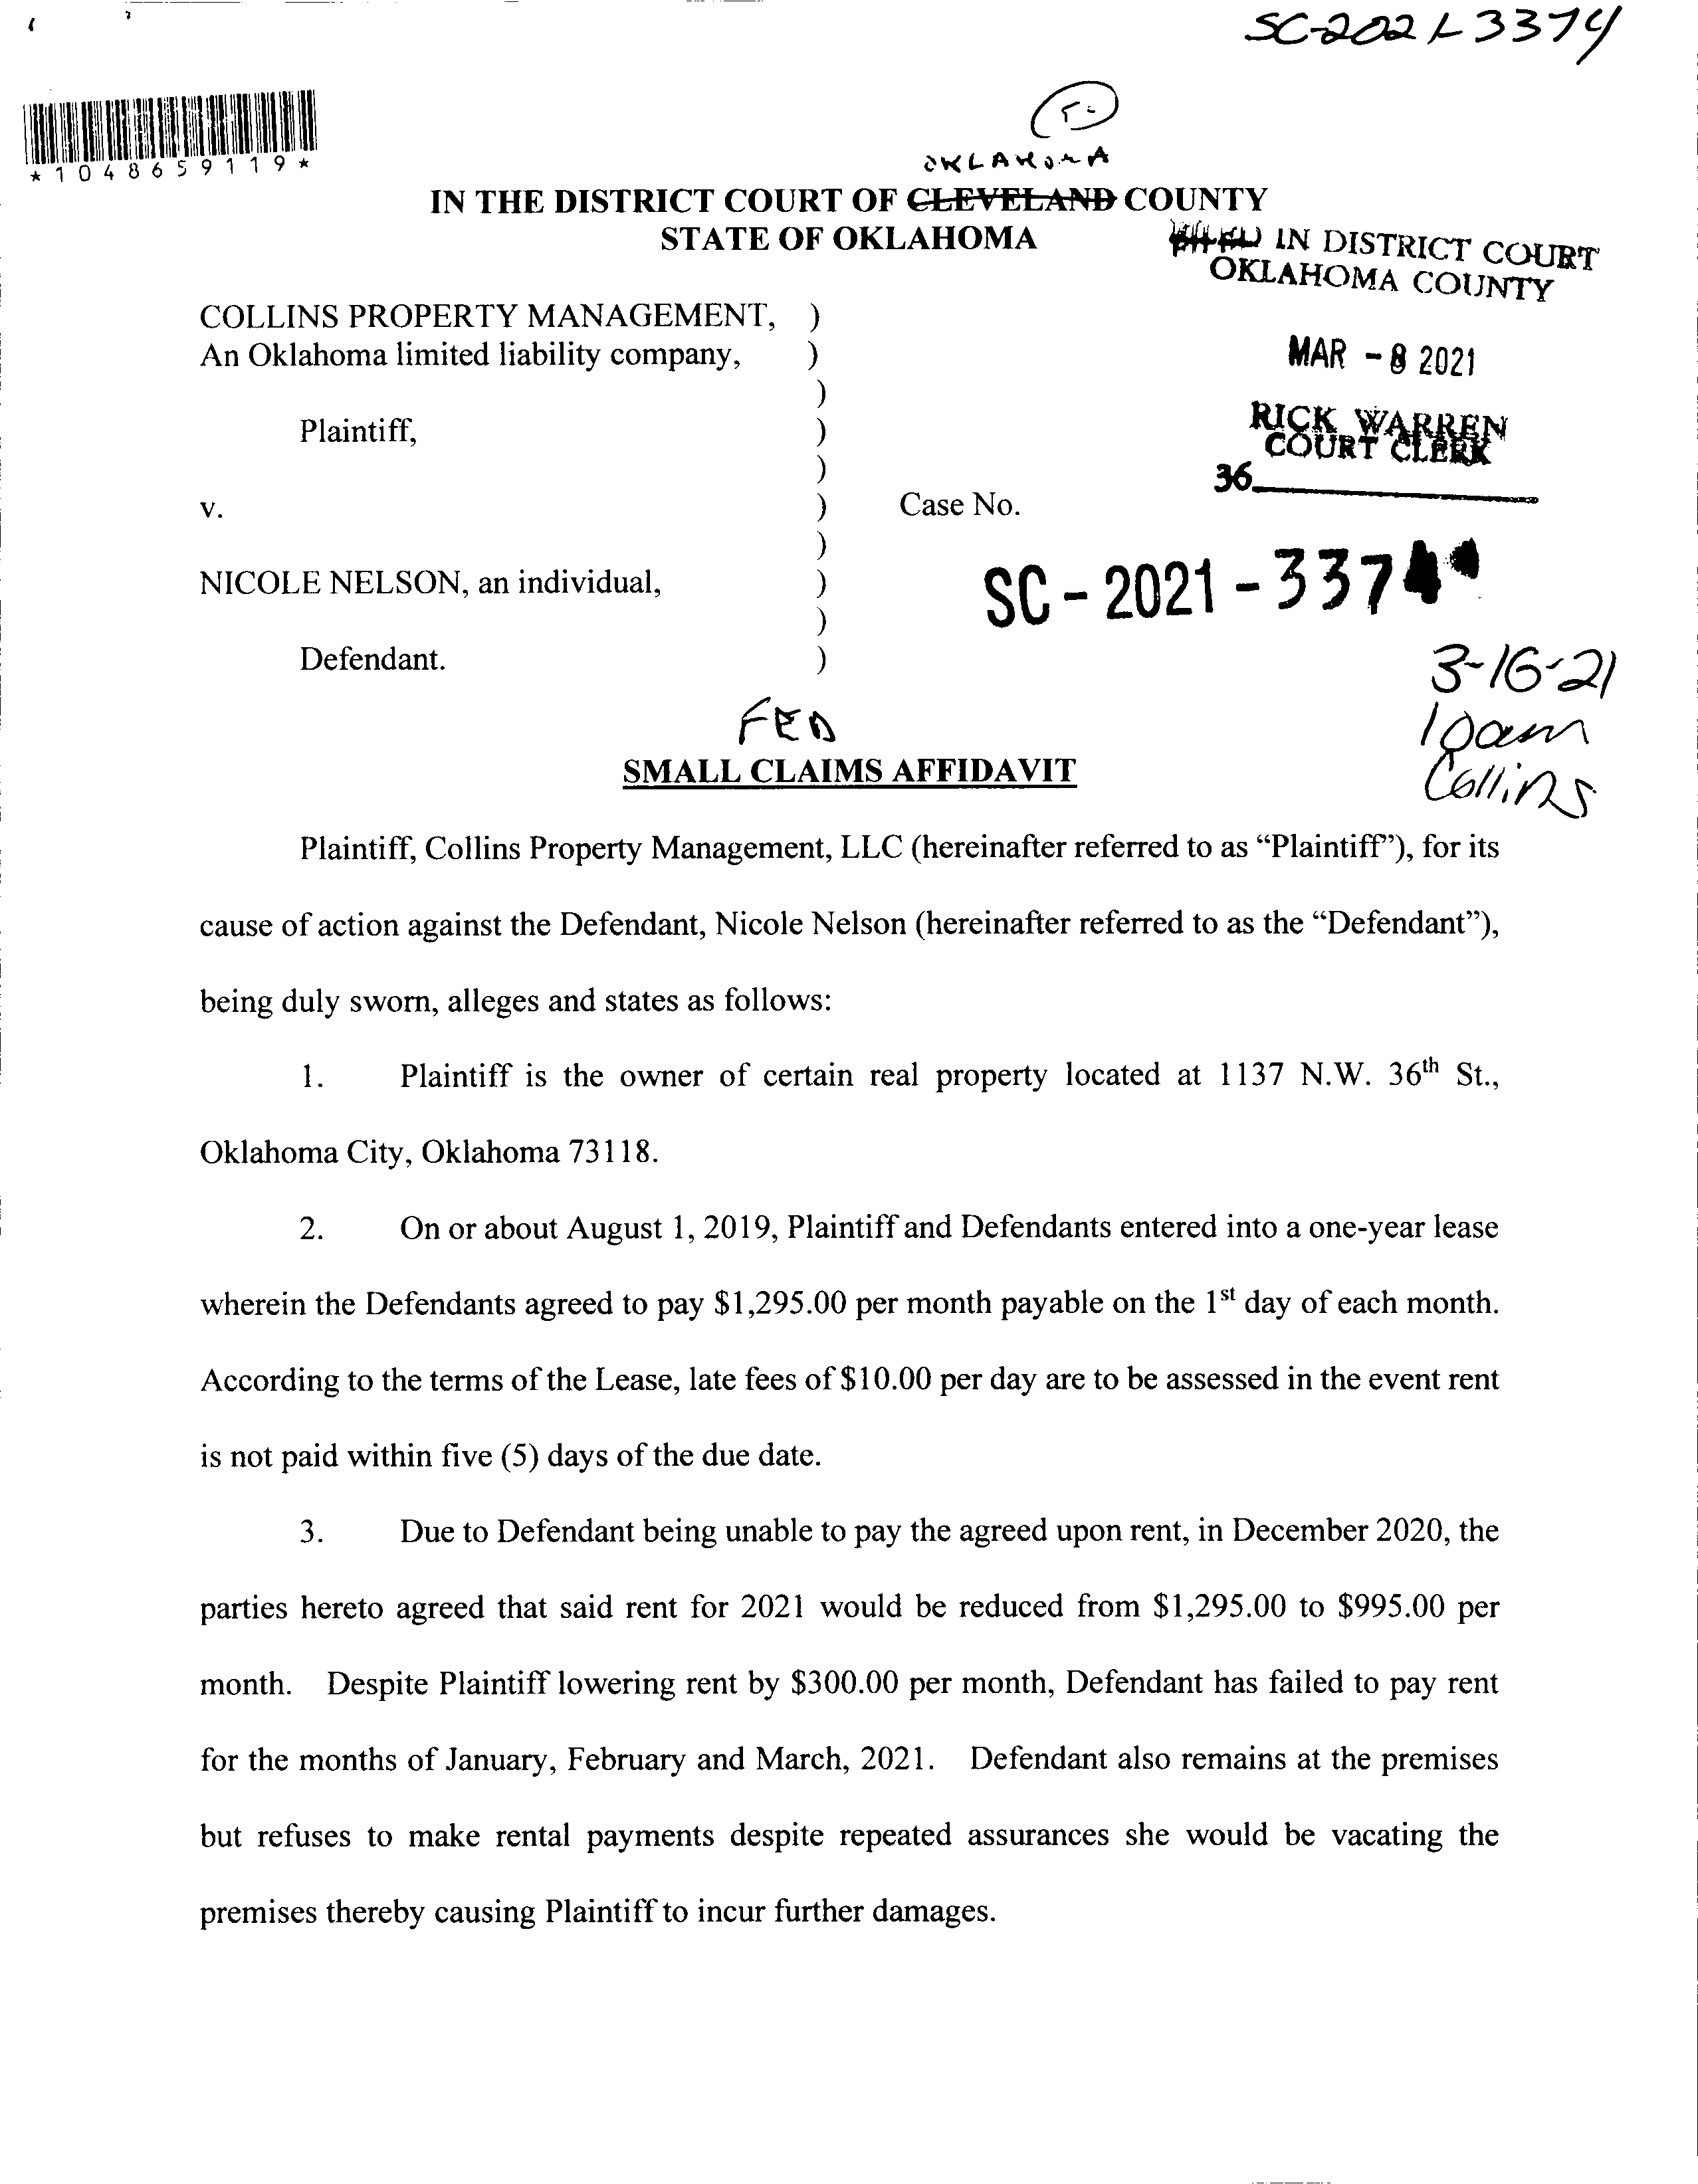 SC-2021-3374
*1048659119*
OKLAHOMA
IN THE DISTRICT COURT OF CLEVELAND COUNTY
STATE OF OKLAHOMA
FILED IN DISTRICT COURT
OKLAHOMA COUNTY
COLLINS PROPERTY MANAGEMENT, )
An Oklahoma limited liability company, )
)
MAR - 8 2021
Plaintiff, )
RICK WARREN
COURT CLERK
)
36
v. ) Case No.
)
NICOLE NELSON, an individual, )
SC - 2021 - 3374
)
Defendant. )
3-16-21
10am
Collins
FED
SMALL CLAIMS AFFIDAVIT
Plaintiff, Collins Property Management, LLC (hereinafter referred to as “Plaintiff”), for its
cause of action against the Defendant, Nicole Nelson (hereinafter referred to as the “Defendant”),
being duly sworn, alleges and states as follows:
1. Plaintiff is the owner of certain real property located at 1137 N.W. 36th St.,
Oklahoma City, Oklahoma 73118.
2. On or about August 1, 2019, Plaintiff and Defendants entered into a one-year lease
wherein the Defendants agreed to pay $1,295.00 per month payable on the 1st day of each month.
According to the terms of the Lease, late fees of $10.00 per day are to be assessed in the event rent
is not paid within five (5) days of the due date.
3. Due to Defendant being unable to pay the agreed upon rent, in December 2020, the
parties hereto agreed that said rent for 2021 would be reduced from $1,295.00 to $995.00 per
month. Despite Plaintiff lowering rent by $300.00 per month, Defendant has failed to pay rent
for the months of January, February and March, 2021. Defendant also remains at the premises
but refuses to make rental payments despite repeated assurances she would be vacating the
premises thereby causing Plaintiff to incur further damages.